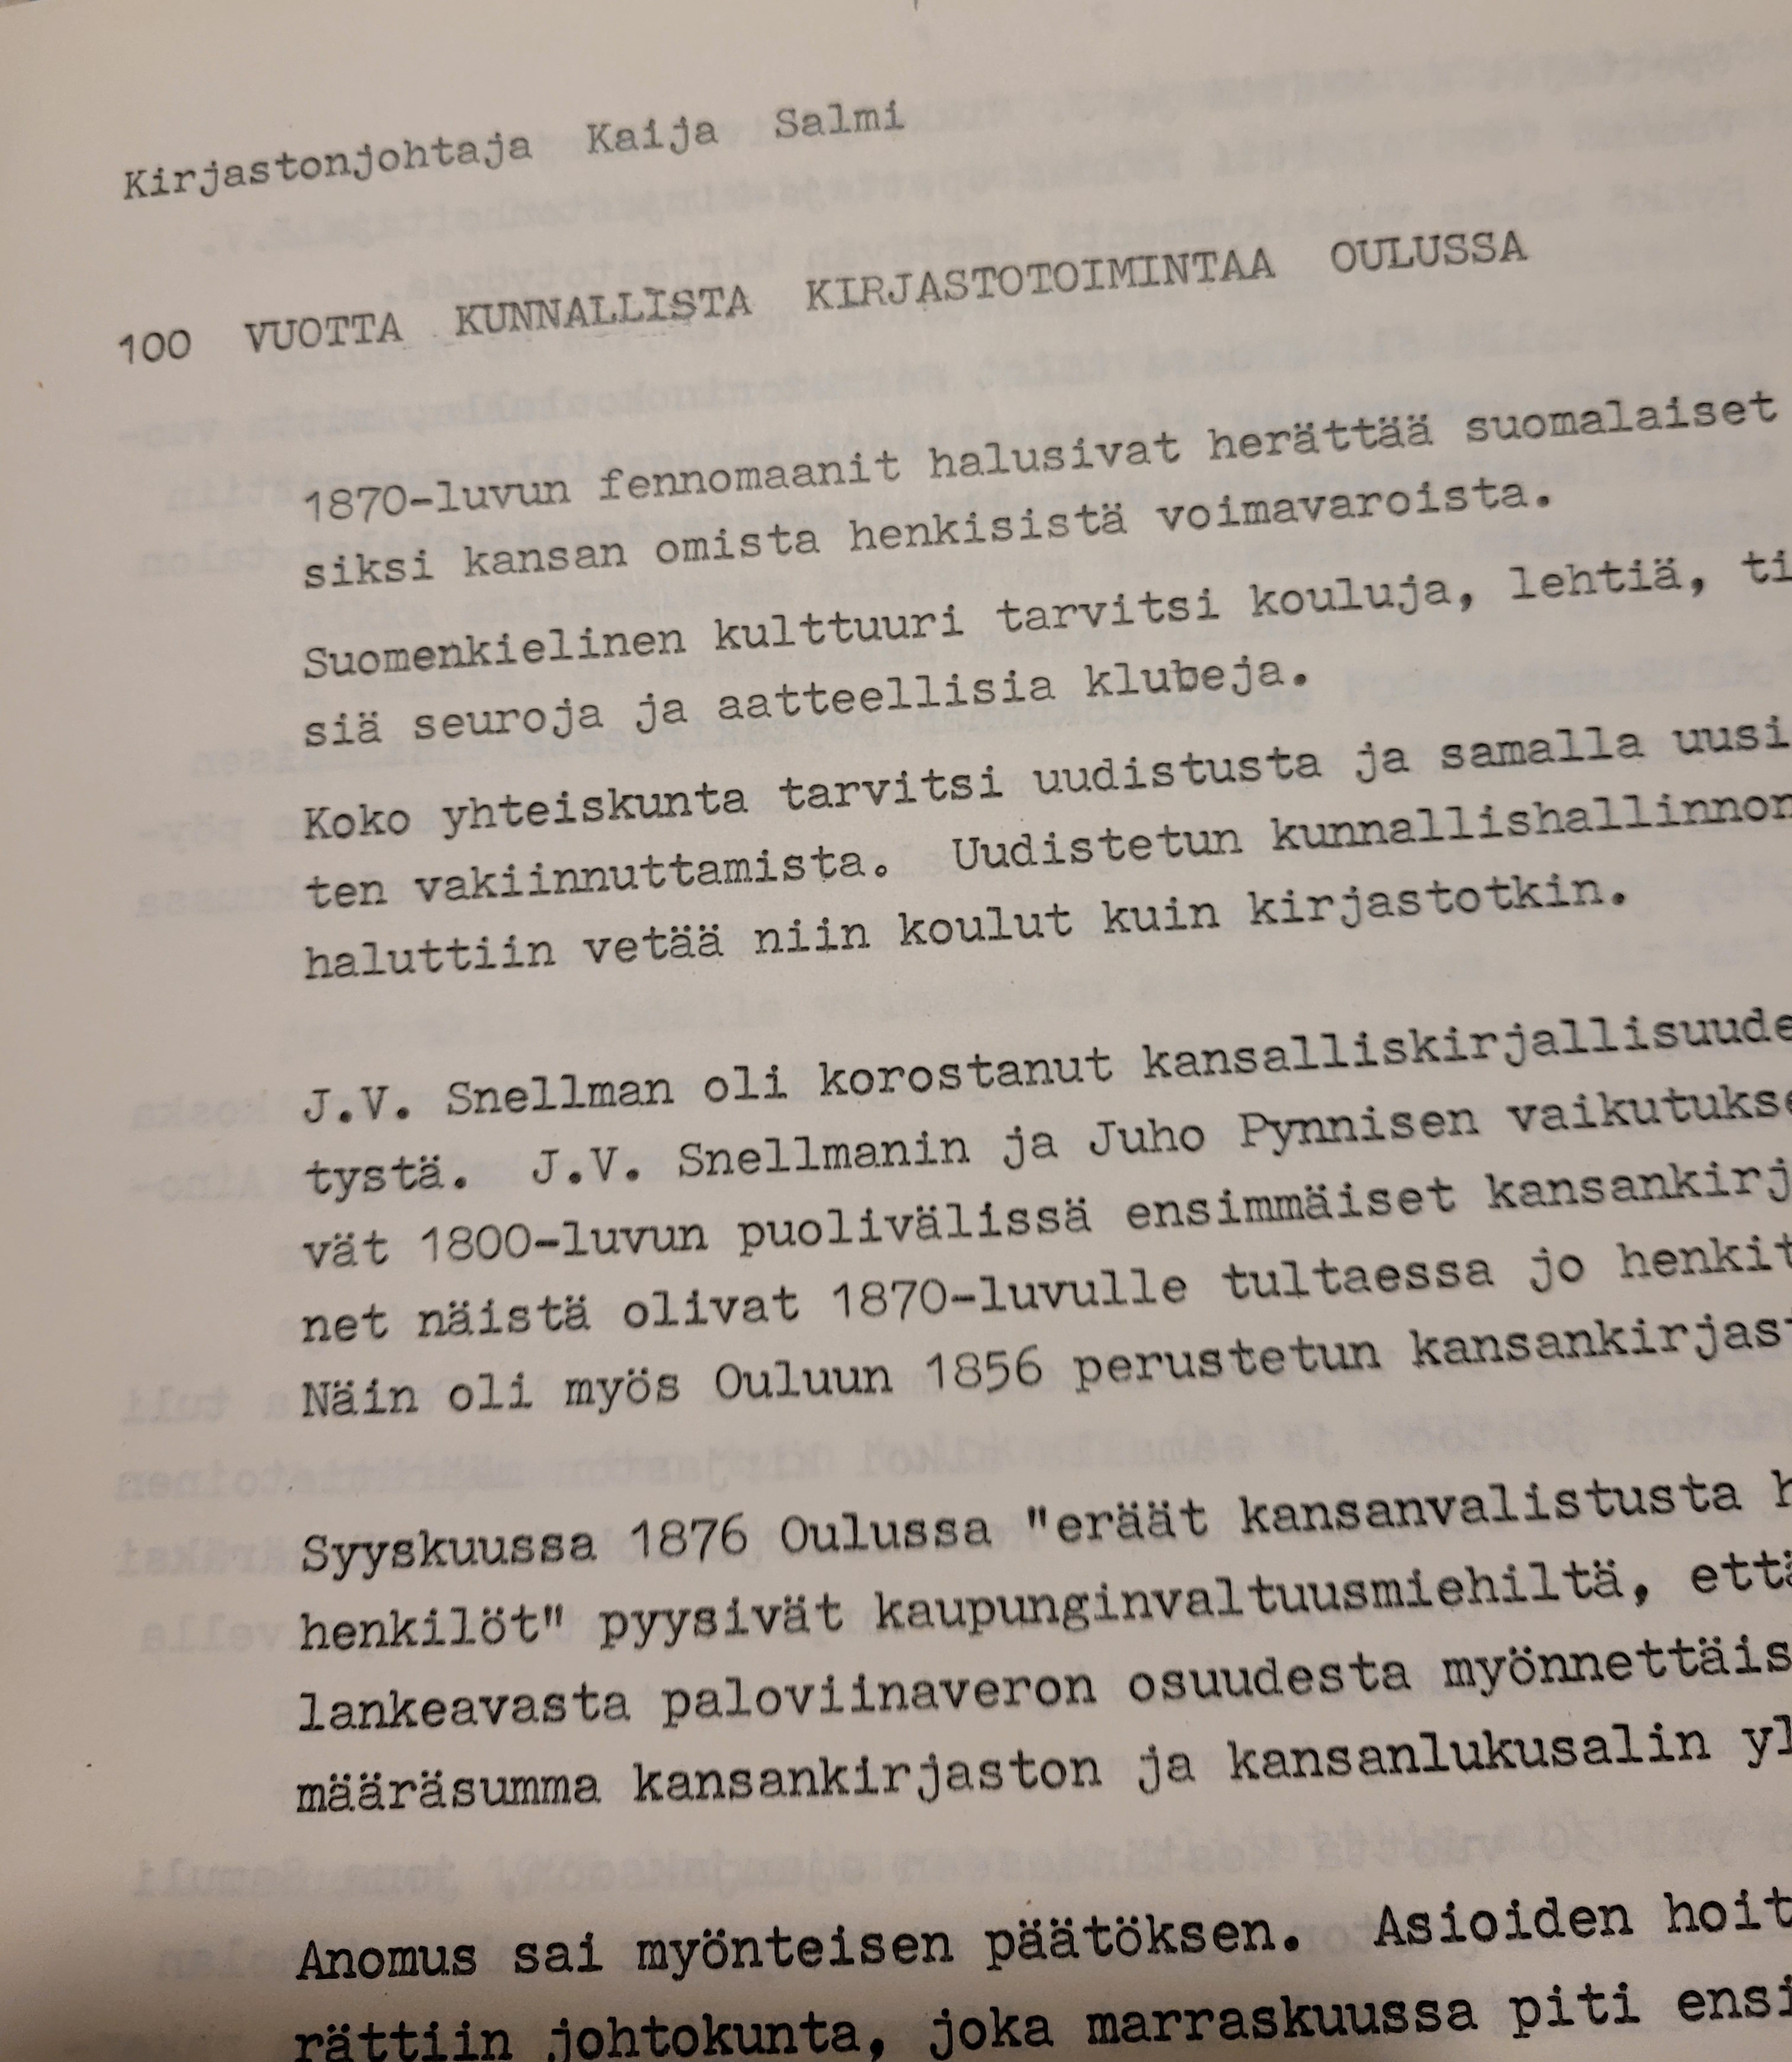 Kirjastonjohtaja Kaija Salmi
100 VUOTTA KUNNALLISTA KIRJASTOTOIMINTAA OULUSSA
1870-luvun fennomaanit halusivat herättää suomalaiset
siksi kansan omista henkisistä voimavaroista.
Suomenkielinen kulttuuri tarvitsi kouluja, lehtiä, ti
siä seuroja ja aatteellisia klubeja.
Koko yhteiskunta tarvitsi uudistusta ja samalla uusi
ten vakiinnuttamista. Uudistetun kunnallishallinnon
haluttiin vetää niin koulut kuin kirjastotkin.
J.V. Snellman oli korostanut kansalliskirjallisuude
tystä. J.V. Snellmanin ja Juho Pynnisen vaikutukse
vät 1800-luvun puolivälissä ensimmäiset kansankirj
net näistä olivat 1870-luvulle tultaessa jo henkit
Näin oli myös Ouluun 1856 perustetun kansankirjast
Syyskuussa 1876 Oulussa "eräät kansanvalistusta h
henkilöt" pyysivät kaupunginvaltuusmiehiltä, että
lankeavasta paloviinaveron osuudesta myönnettäis
määräsumma kansankirjaston ja kansanlukusalin yl
Anomus sai myönteisen päätöksen. Asioiden hoit
rättiin johtokunta, joka marraskuussa piti ensi